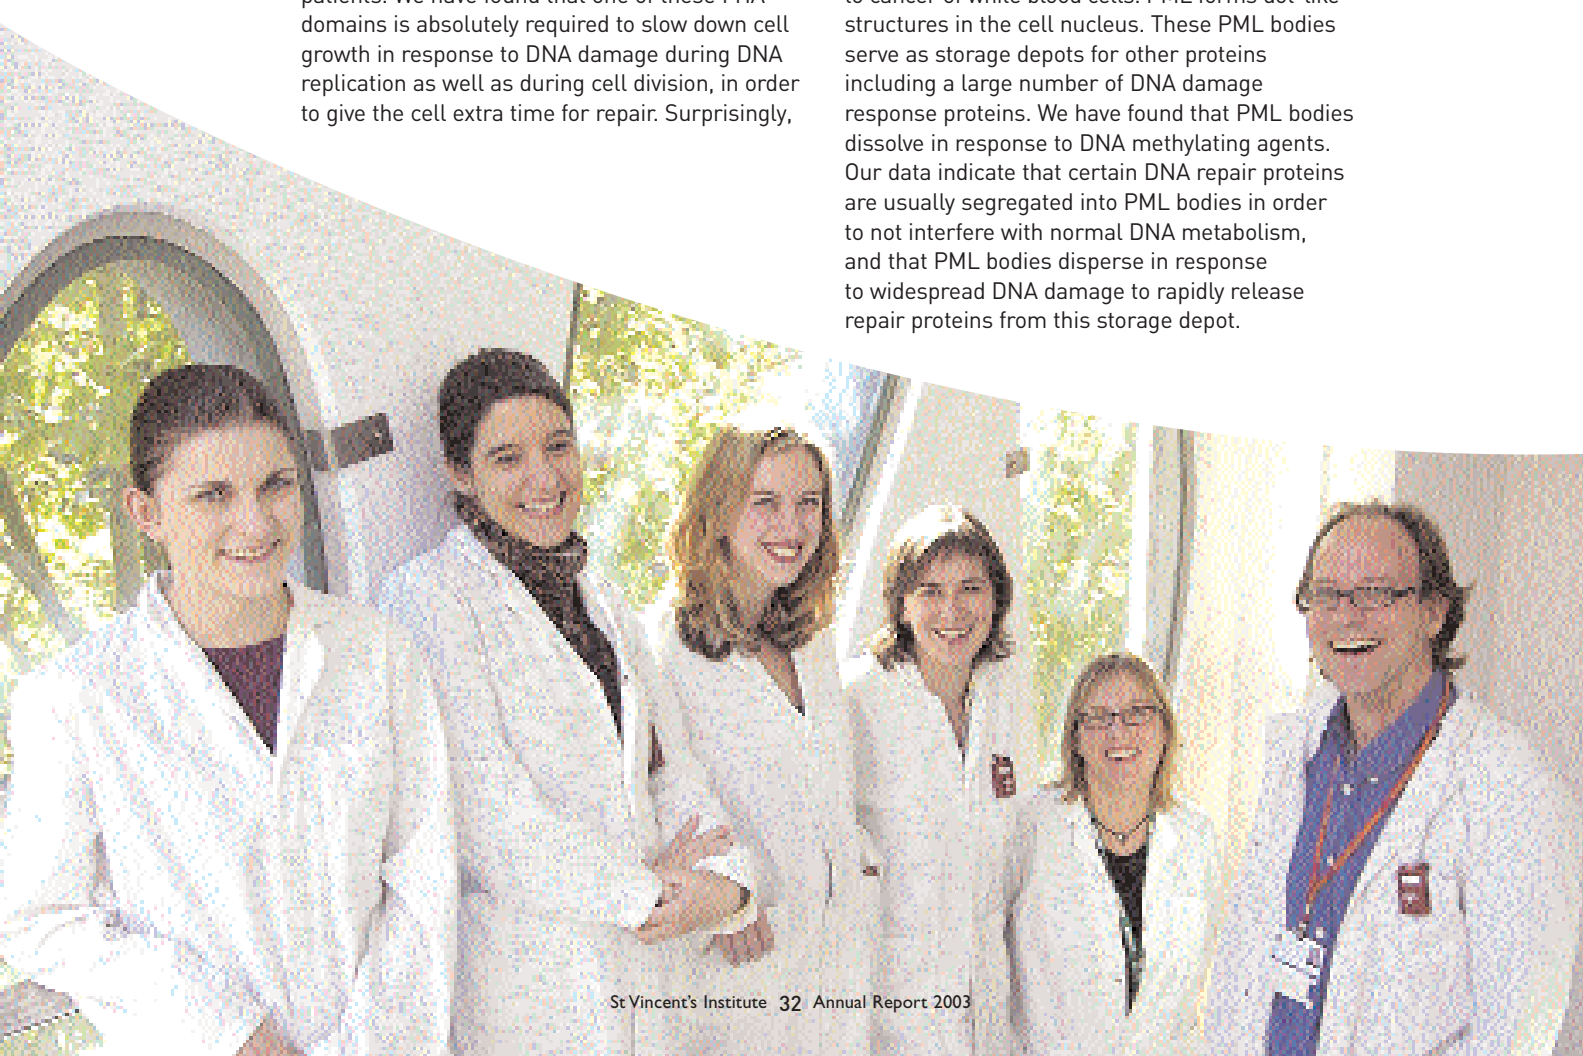 domains is absolutely required to slow down cell
growth in response to DNA damage during DNA
replication as well as during cell division, in order
to give the cell extra time for repair. Surprisingly,
structures in the cell nucleus. These PML bodies
serve as storage depots for other proteins
including a large number of DNA damage
response proteins. We have found that PML bodies
dissolve in response to DNA methylating agents.
Our data indicate that certain DNA repair proteins
are usually segregated into PML bodies in order
to not interfere with normal DNA metabolism,
and that PML bodies disperse in response
to widespread DNA damage to rapidly release
repair proteins from this storage depot.
St Vincent's Institute 32 Annual Report 2003